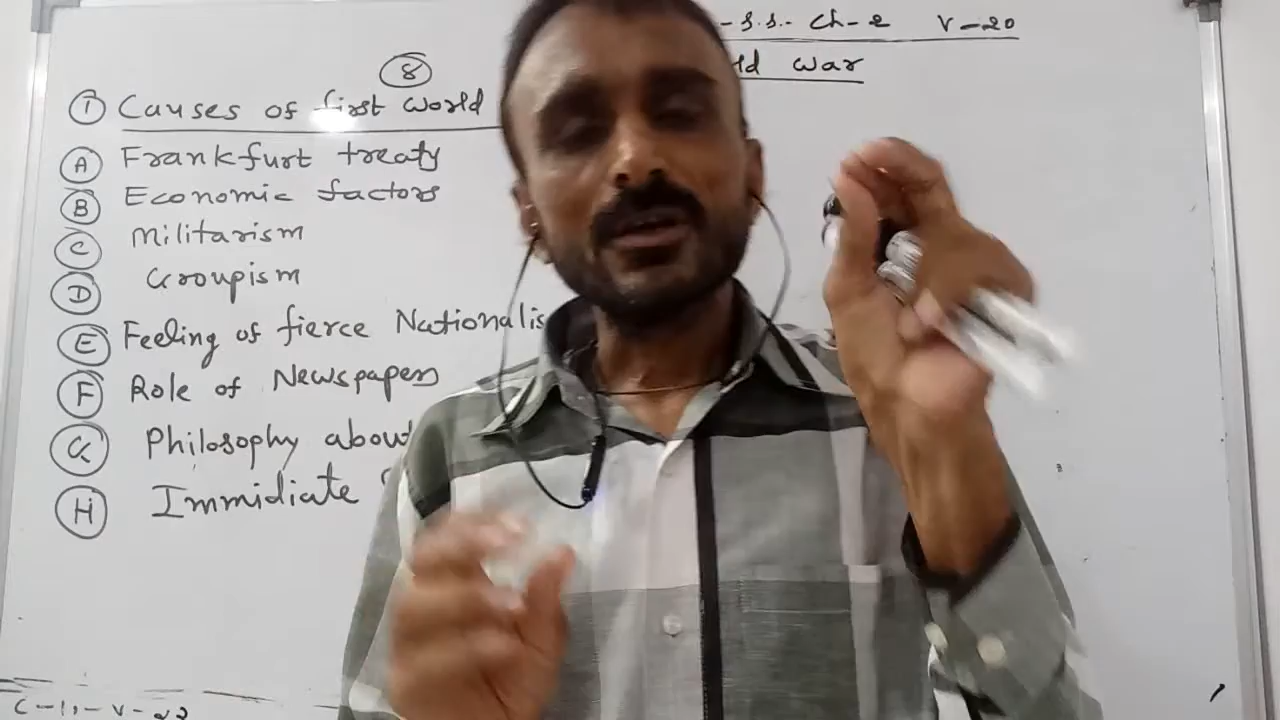 -S.S.- Ch-2 V-20
ld war
8
1 Causes of first world
A Frankfurt treaty
B Economic factors
C Militarism
D Groupism
E Feeling of fierce Nationalis
F Role of Newspapers
G Philosophy about
H Immidiate